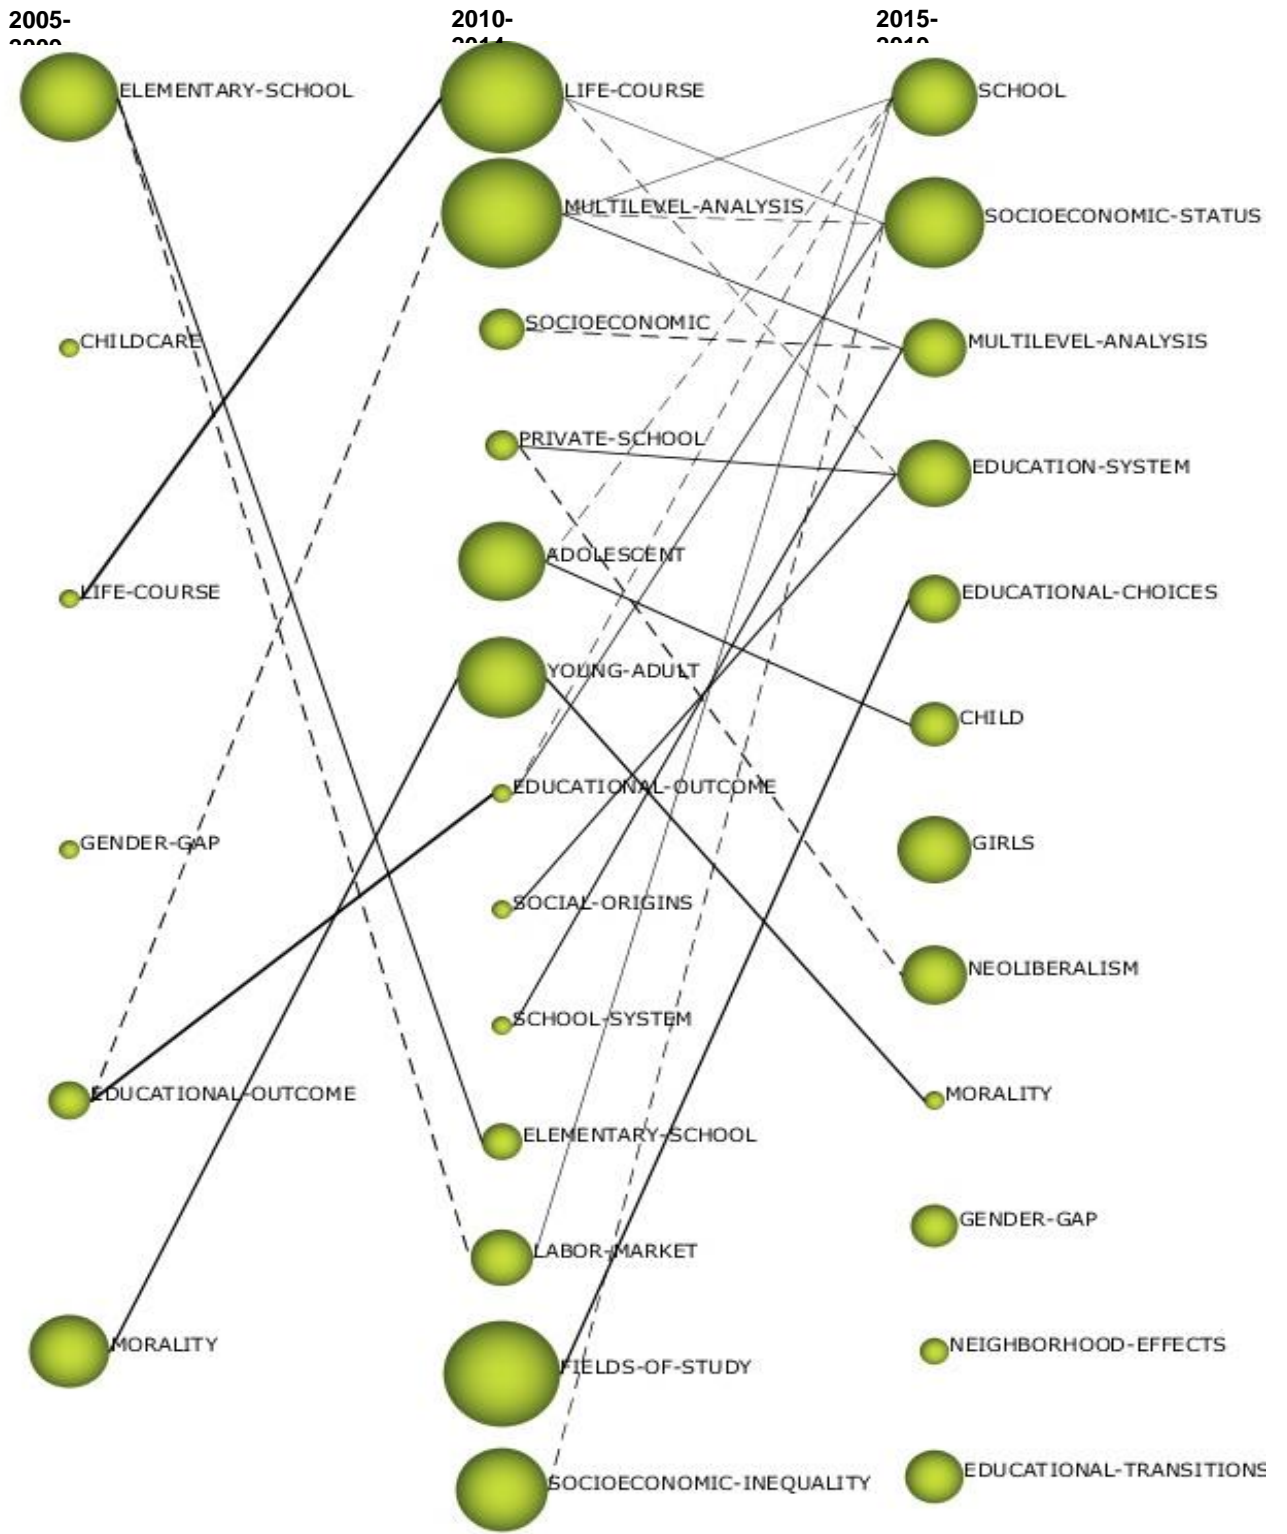 2005-
2009
2010-
2014
2015-
2019
ELEMENTARY-SCHOOL
CHILDCARE
LIFE-COURSE
GENDER-GAP
EDUCATIONAL-OUTCOME
MORALITY
LIFE-COURSE
MULTILEVEL-ANALYSIS
SOCIOECONOMIC
PRIVATE-SCHOOL
ADOLESCENT
YOUNG-ADULT
EDUCATIONAL-OUTCOME
SOCIAL-ORIGINS
SCHOOL-SYSTEM
ELEMENTARY-SCHOOL
LABOR-MARKET
FIELDS-OF-STUDY
SOCIOECONOMIC-INEQUALITY
SCHOOL
SOCIOECONOMIC-STATUS
MULTILEVEL-ANALYSIS
EDUCATION-SYSTEM
EDUCATIONAL-CHOICES
CHILD
GIRLS
NEOLIBERALISM
MORALITY
GENDER-GAP
NEIGHBORHOOD-EFFECTS
EDUCATIONAL-TRANSITIONS